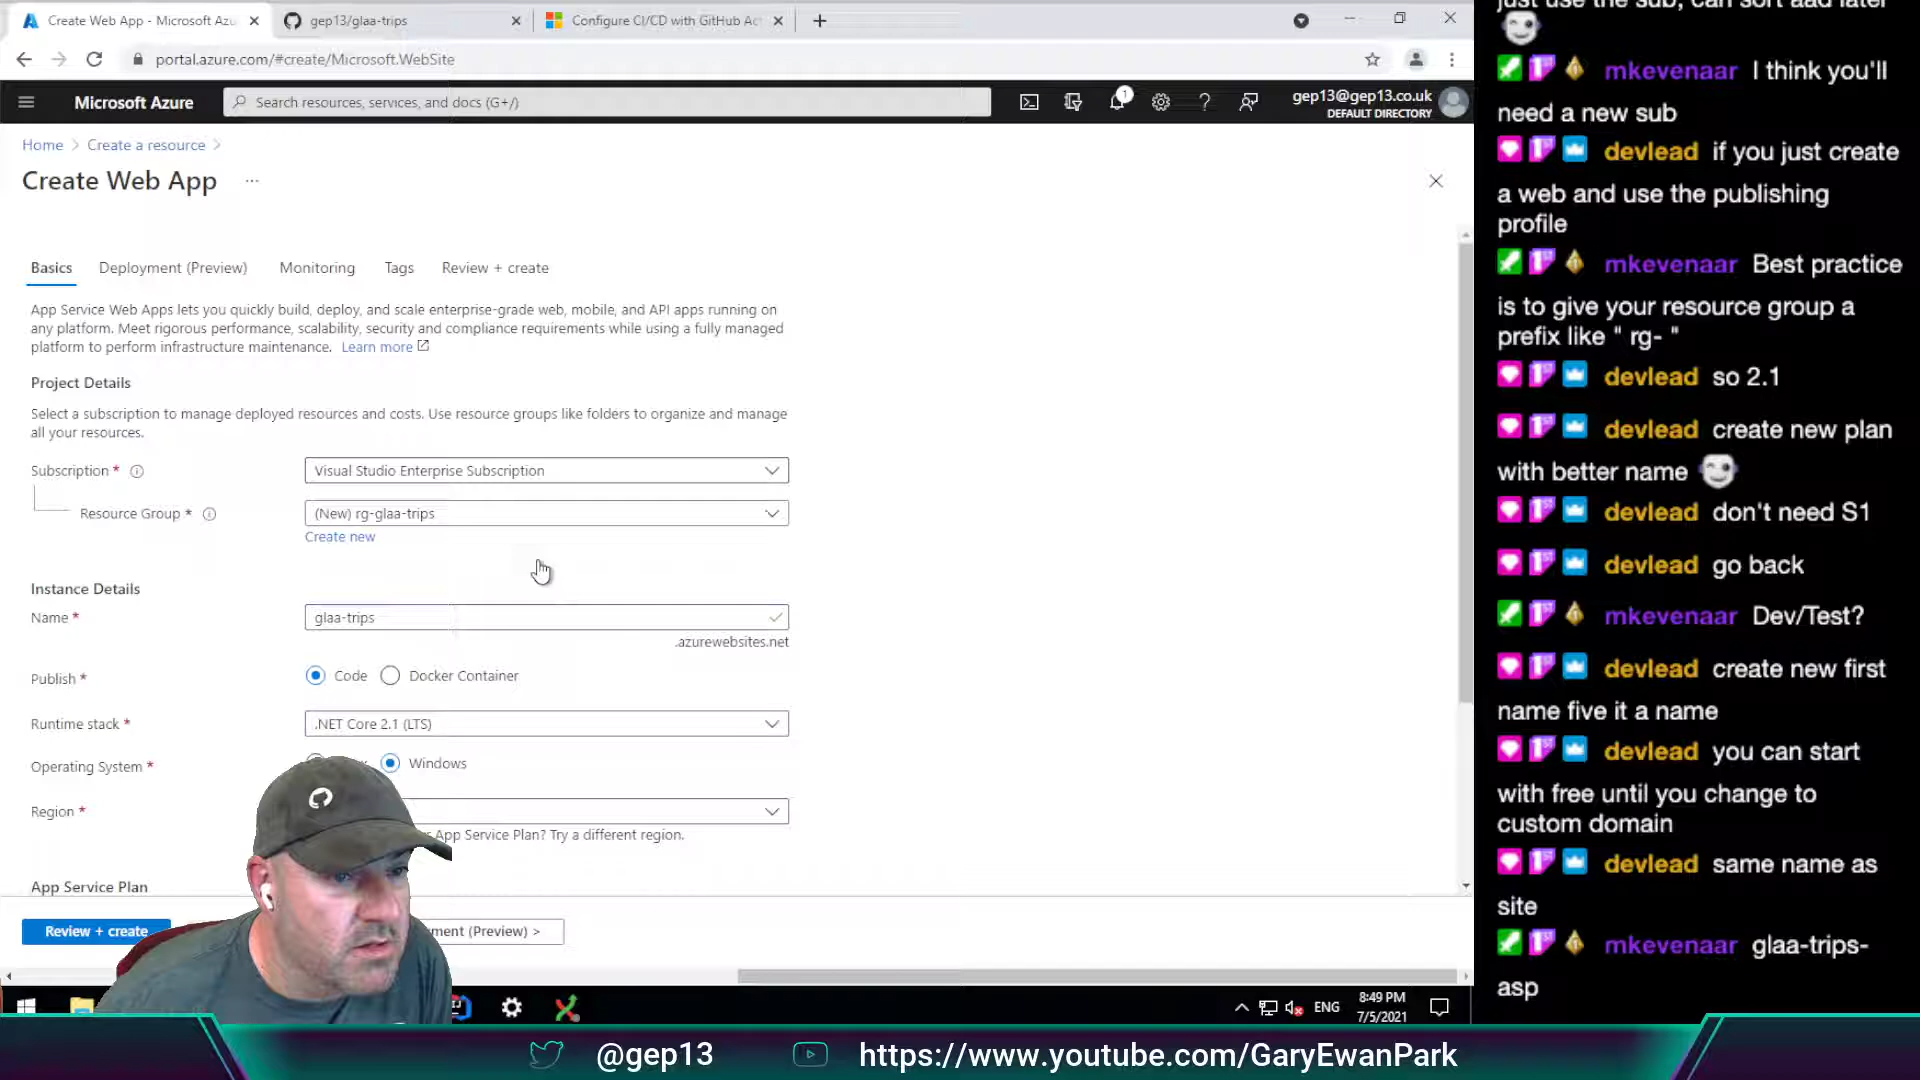 Create Web App - Microsoft Azu
gep13/glaa-trips
Configure CI/CD with GitHub Ac
portal.azure.com/#create/Microsoft.WebSite
Microsoft Azure
Search resources, services, and docs (G+/)
1
gep13@gep13.co.uk
DEFAULT DIRECTORY
Home > Create a resource >
Create Web App ...
Basics
Deployment (Preview)
Monitoring
Tags
Review + create
App Service Web Apps lets you quickly build, deploy, and scale enterprise-grade web, mobile, and API apps running on
any platform. Meet rigorous performance, scalability, security and compliance requirements while using a fully managed
platform to perform infrastructure maintenance. Learn more
Project Details
Select a subscription to manage deployed resources and costs. Use resource groups like folders to organize and manage
all your resources.
Subscription *
Visual Studio Enterprise Subscription
Resource Group *
(New) rg-glaa-trips
Create new
Instance Details
Name *
glaa-trips
.azurewebsites.net
Publish *
Code
Docker Container
Runtime stack *
.NET Core 2.1 (LTS)
Operating System *
Windows
Region *
App Service Plan? Try a different region.
App Service Plan
Review + create
(Preview) >
ENG
8:49 PM
7/5/2021
just use the sub, can sort aad later
mkevenaar I think you'll
need a new sub
devlead if you just create
a web and use the publishing
profile
mkevenaar Best practice
is to give your resource group a
prefix like " rg- "
devlead so 2.1
devlead create new plan
with better name
devlead don't need S1
devlead go back
mkevenaar Dev/Test?
devlead create new first
name five it a name
devlead you can start
with free until you change to
custom domain
devlead same name as
site
mkevenaar glaa-trips-
asp
@gep13
https://www.youtube.com/GaryEwanPark